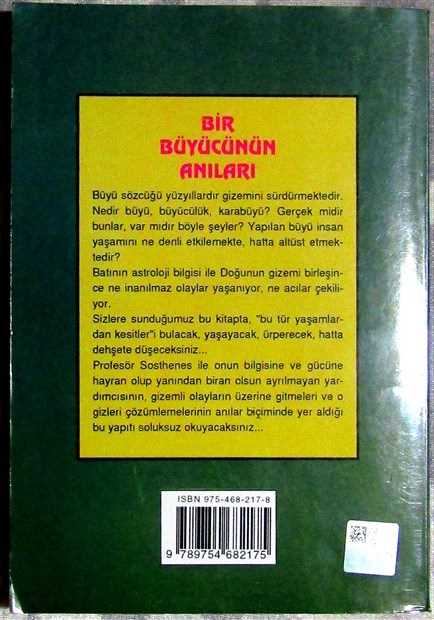 BİR
BÜYÜCÜNÜN
ANILARI
Büyü sözcüğü yüzyıllardır gizemini sürdürmektedir.
Nedir büyü, büyücülük, karabüyü? Gerçek midir
bunlar, var mıdır böyle şeyler? Yapılan büyü insan
yaşamını ne denli etkilemekte, hatta altüst etmek-
tedir?
Batının astroloji bilgisi ile Doğunun gizemi birleşin-
ce ne inanılmaz olaylar yaşanıyor, ne acılar çekili-
yor.
Sizlere sunduğumuz bu kitapta, "bu tür yaşamlar-
dan kesitler"i bulacak, yaşayacak, ürperecek, hatta
dehşete düşeceksiniz...
Profesör Sosthenes ile onun bilgisine ve gücüne
hayran olup yanından biran olsun ayrılmayan yar-
dımcısının, gizemli olayların üzerine gitmeleri ve o
gizleri çözümlemelerinin anılar biçiminde yer aldığı
bu yapıtı soluksuz okuyacaksınız...
ISBN 975-468-217-8
9 789754 682175